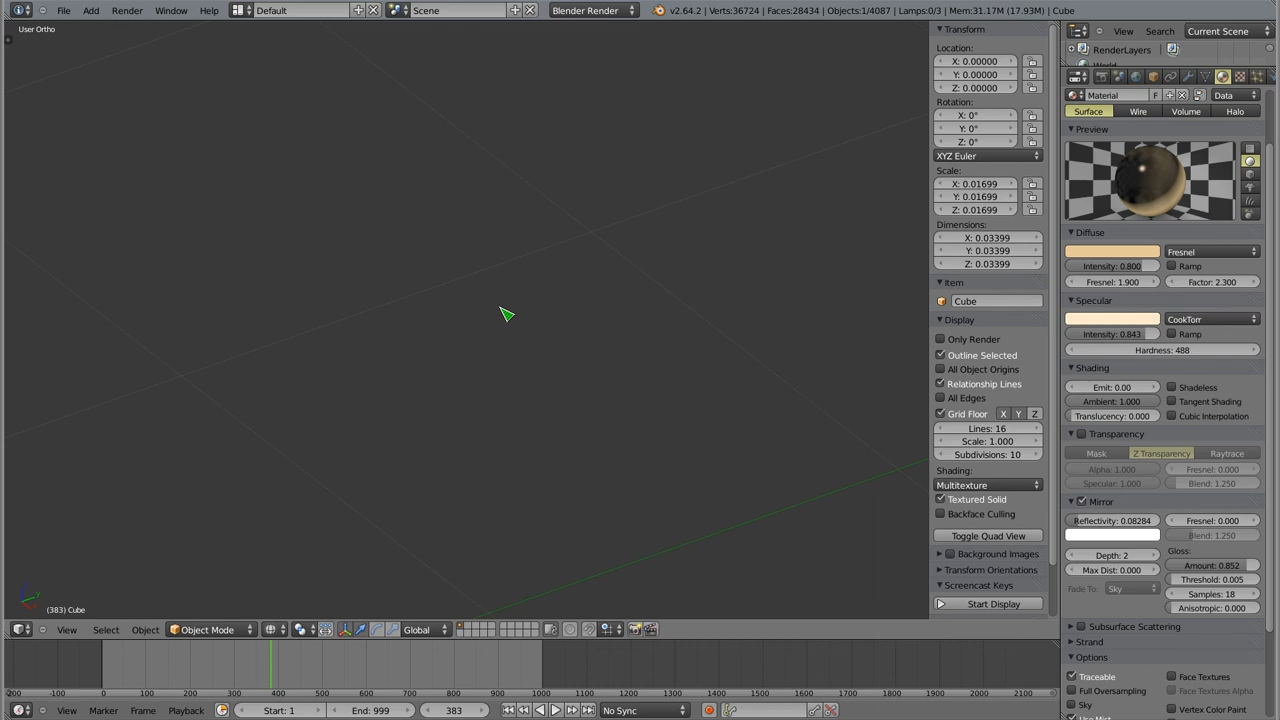 File Add Render Window Help Default Scene Blender Render v2.64.2 | Verts:36724 | Faces:28434 | Objects:1/4087 | Lamps:0/3 | Mem:31.17M (17.93M) | Cube
User Ortho
Transform
Location:
X: 0.00000
Y: 0.00000
Z: 0.00000
Rotation:
X: 0°
Y: 0°
Z: 0°
XYZ Euler
Scale:
X: 0.01699
Y: 0.01699
Z: 0.01699
Dimensions:
X: 0.03399
Y: 0.03399
Z: 0.03399
Item
Cube
Display
Only Render
Outline Selected
All Object Origins
Relationship Lines
All Edges
Grid Floor X Y Z
Lines: 16
Scale: 1.000
Subdivisions: 10
Shading:
Multitexture
Textured Solid
Backface Culling
Toggle Quad View
Background Images
Transform Orientations
Screencast Keys
Start Display
View Search Current Scene
RenderLayers
World
Material F Data
Surface Wire Volume Halo
Preview
Diffuse
Fresnel
Intensity: 0.800 Ramp
Fresnel: 1.900 Factor: 2.300
Specular
CookTorr
Intensity: 0.843 Ramp
Hardness: 488
Shading
Emit: 0.00 Shadeless
Ambient: 1.000 Tangent Shading
Translucency: 0.000 Cubic Interpolation
Transparency
Mask Z Transparency Raytrace
Alpha: 1.000 Fresnel: 0.000
Specular: 1.000 Blend: 1.250
Mirror
Reflectivity: 0.08284 Fresnel: 0.000
Blend: 1.250
Depth: 2 Gloss:
Max Dist: 0.000 Amount: 0.852
Threshold: 0.005
Fade To: Sky Samples: 18
Anisotropic: 0.000
Subsurface Scattering
Strand
Options
Traceable Face Textures
Full Oversampling Face Textures Alpha
Sky Vertex Color Paint
Use Mist
y
(383) Cube
View Select Object Object Mode Global
-200 -100 0 100 200 300 400 500 600 700 800 900 1000 1100 1200 1300 1400 1500 1600 1700 1800 1900 2000 2100
View Marker Frame Playback Start: 1 End: 999 383 No Sync